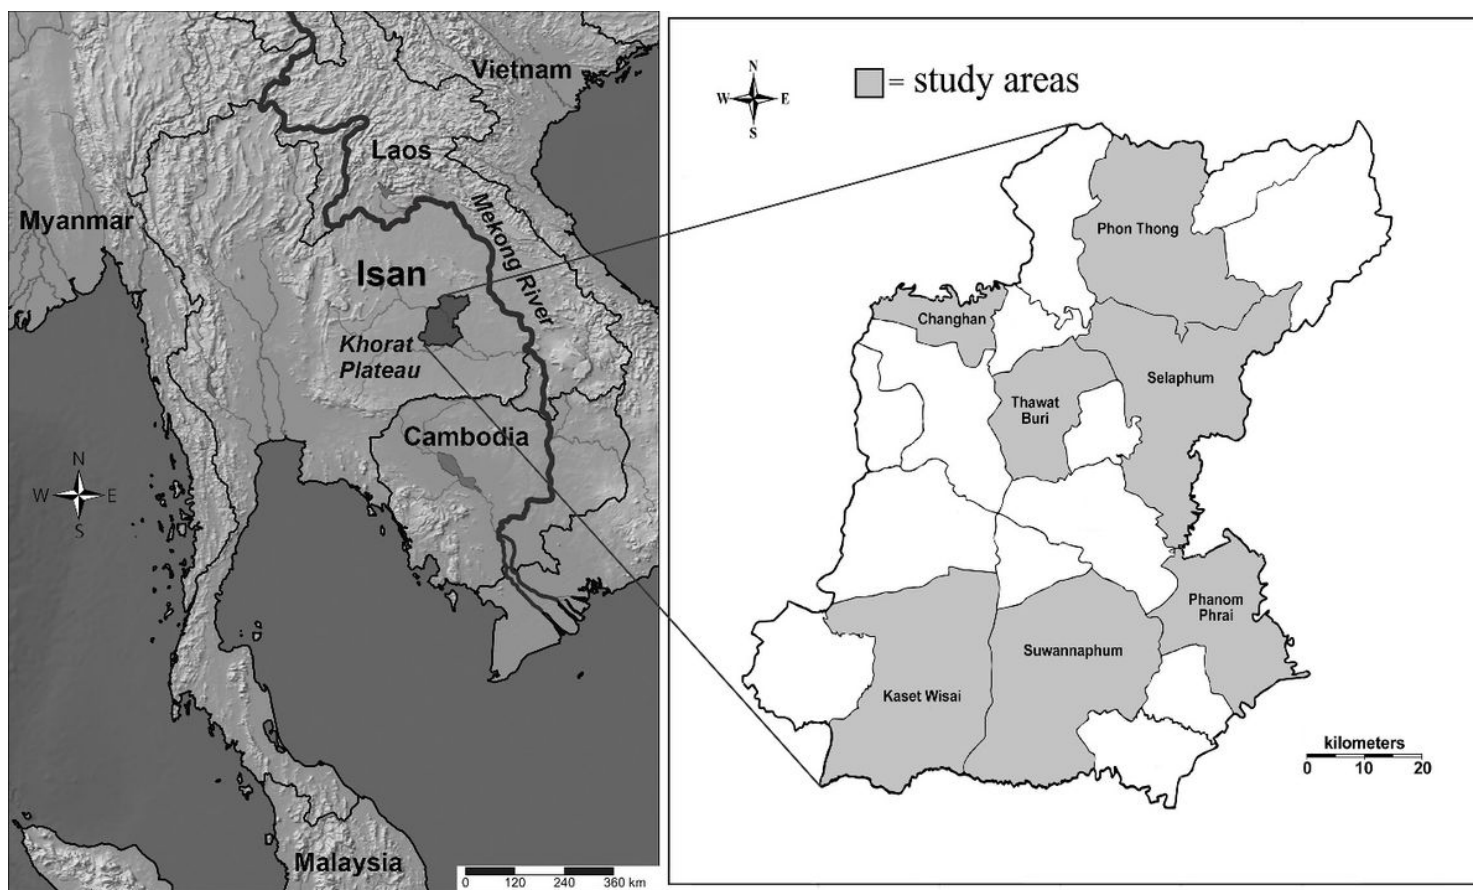 Vietnam
Laos
Myanmar
Mekong River
Isan
Khorat
Plateau
Cambodia
N
W E
S
Malaysia
0 120 240 360 km
N
W E
S
= study areas
Phon Thong
Changhan
Selaphum
Thawat
Buri
Phanom
Phrai
Suwannaphum
Kaset Wisai
kilometers
0 10 20